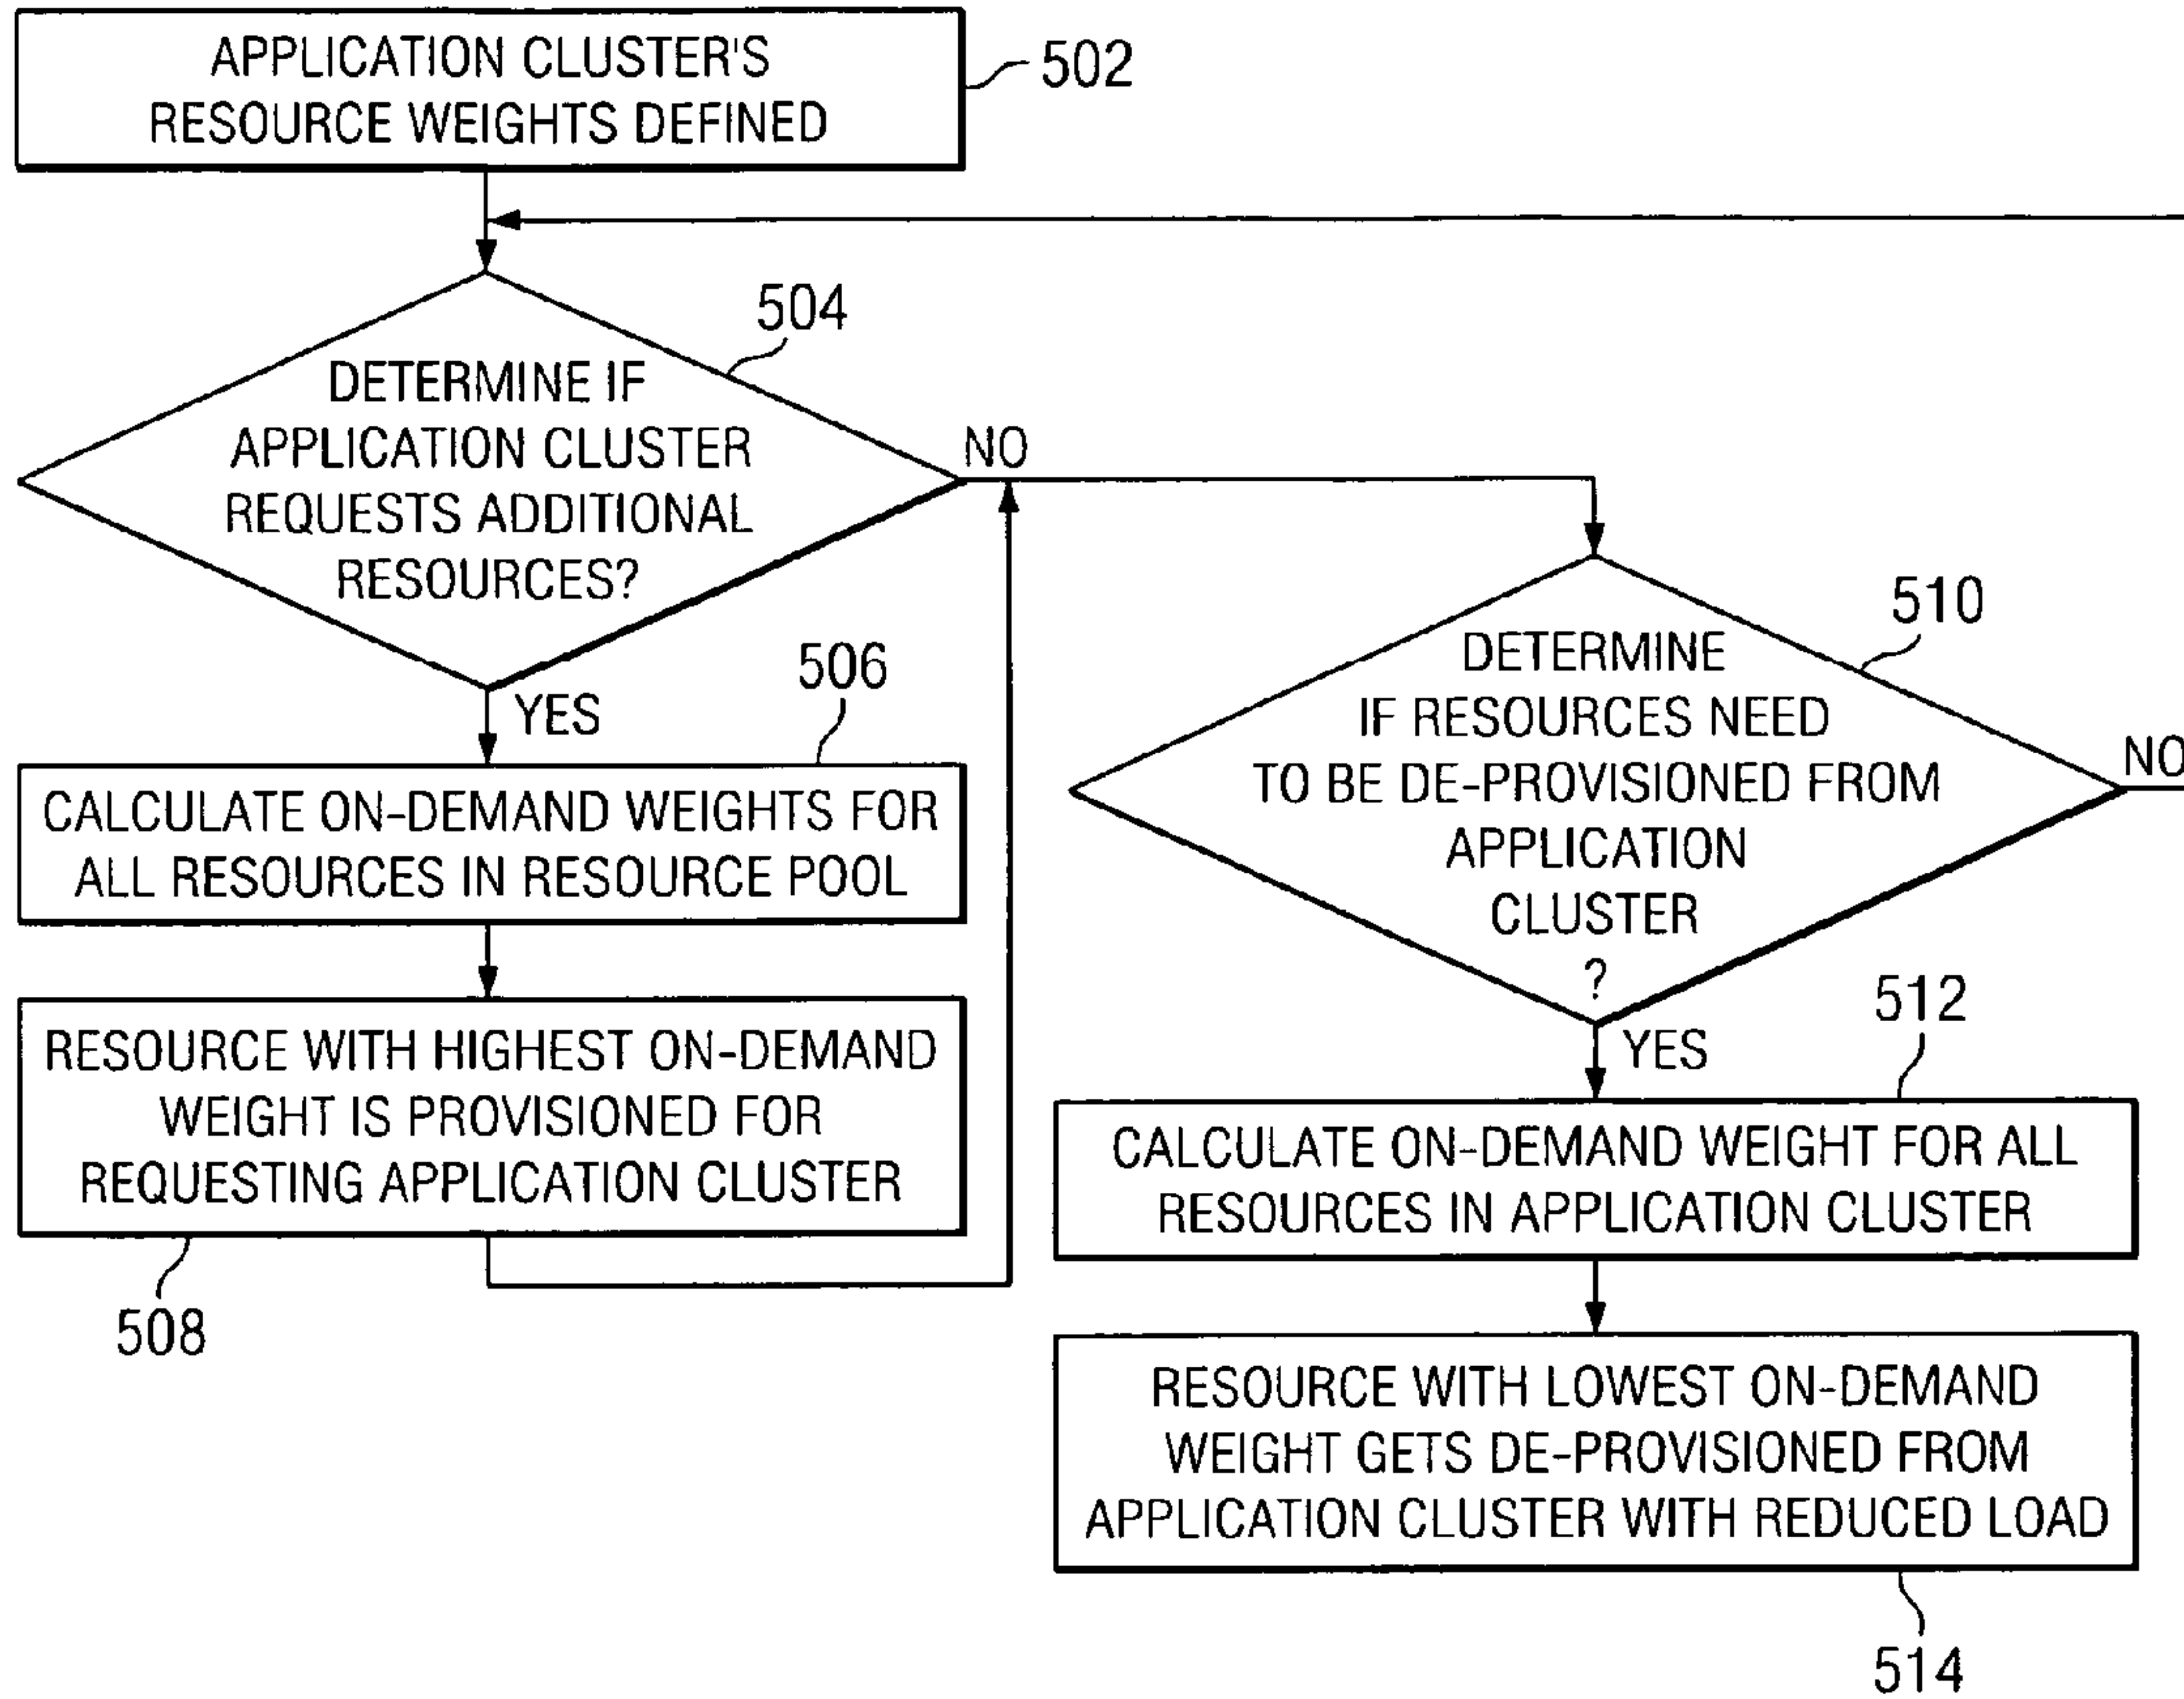 APPLICATION CLUSTER'S
RESOURCE WEIGHTS DEFINED
502
504
DETERMINE IF
APPLICATION CLUSTER
REQUESTS ADDITIONAL
RESOURCES?
NO
YES
506
CALCULATE ON-DEMAND WEIGHTS FOR
ALL RESOURCES IN RESOURCE POOL
RESOURCE WITH HIGHEST ON-DEMAND
WEIGHT IS PROVISIONED FOR
REQUESTING APPLICATION CLUSTER
508
510
DETERMINE
IF RESOURCES NEED
TO BE DE-PROVISIONED FROM
APPLICATION
CLUSTER
?
NO
YES
512
CALCULATE ON-DEMAND WEIGHT FOR ALL
RESOURCES IN APPLICATION CLUSTER
RESOURCE WITH LOWEST ON-DEMAND
WEIGHT GETS DE-PROVISIONED FROM
APPLICATION CLUSTER WITH REDUCED LOAD
514